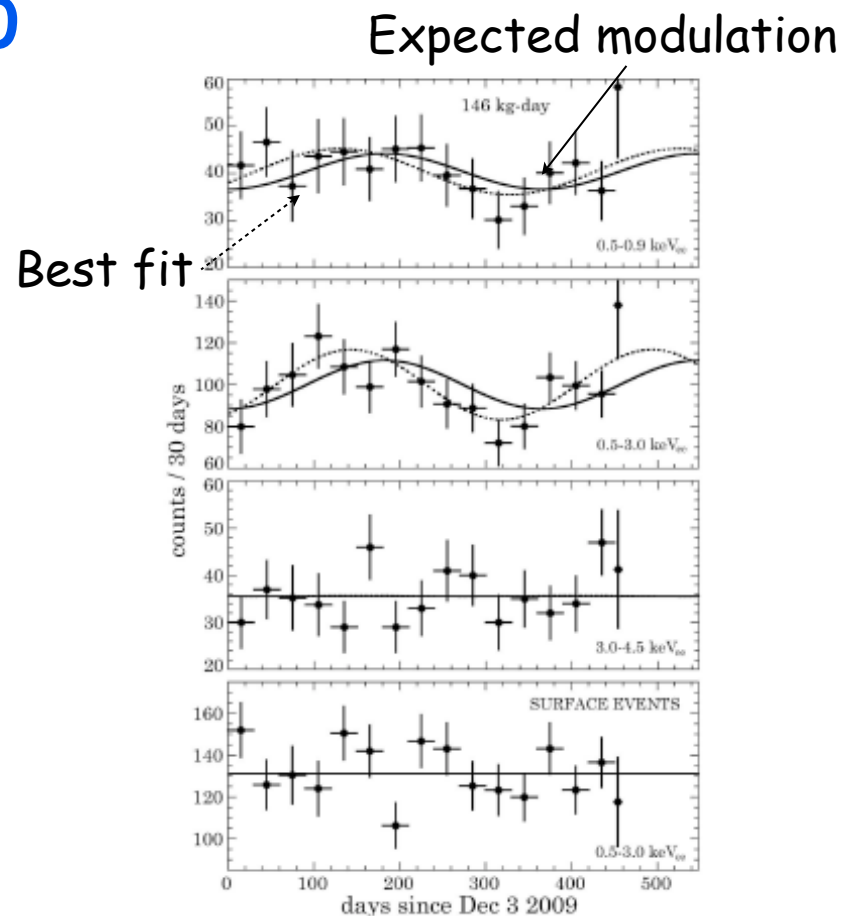 Expected modulation
Best fit
60
50
40
30
20
146 kg-day
0.5-0.9 keVee
140
120
100
80
60
0.5-3.0 keVee
counts / 30 days
60
50
40
30
20
3.0-4.5 keVee
160
140
120
100
SURFACE EVENTS
0.5-3.0 keVee
0 100 200 300 400 500
days since Dec 3 2009